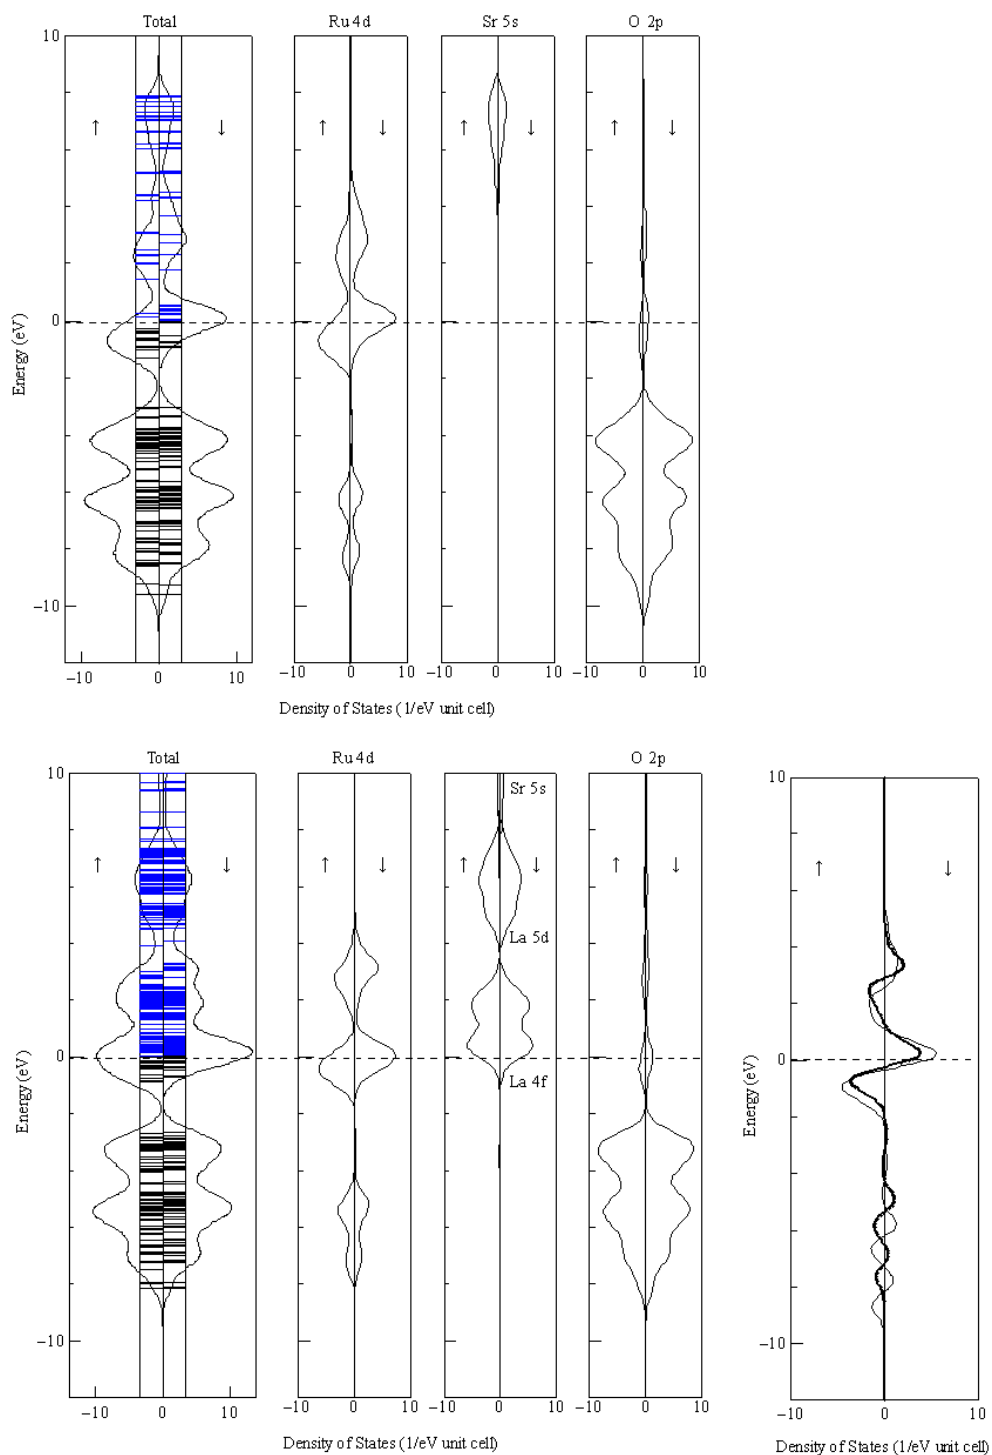 Total Ru 4d Sr 5s O 2p
10
↑ ↓ ↑ ↓ ↑ ↓ ↑ ↓
0
Energy (eV)
−10
−10 0 10 −10 0 10 −10 0 10 −10 0 10
Density of States (1/eV unit cell)
Total Ru 4d O 2p
10 10
Sr 5s
↑ ↓ ↑ ↓ ↑ ↓ ↑ ↓ ↑ ↓
La 5d
0 0
La 4f
Energy (eV) Energy (eV)
−10 −10
−10 0 10 −10 0 10 −10 0 10 −10 0 10 −10 0 10
Density of States (1/eV unit cell) Density of States (1/eV unit cell)